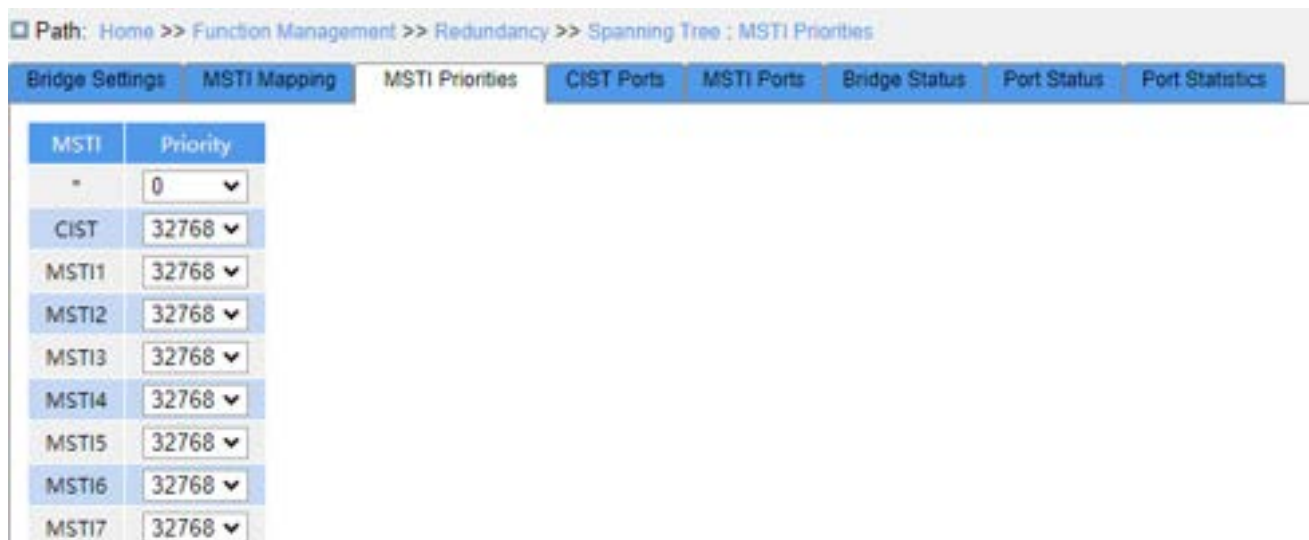 Path: Home >> Function Management >> Redundancy >> Spanning Tree : MSTI Priorities
Bridge Settings MSTI Mapping MSTI Priorities CIST Ports MSTI Ports Bridge Status Port Status Port Statistics
MSTI Priority
* 0
CIST 32768
MSTI1 32768
MSTI2 32768
MSTI3 32768
MSTI4 32768
MSTI5 32768
MSTI6 32768
MSTI7 32768